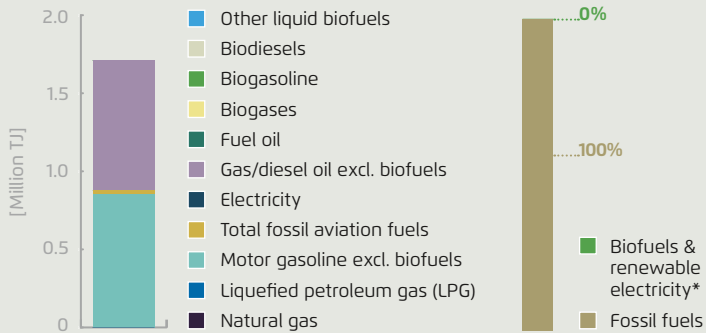 2.0
1.5
1.0
0.5
0
[Million TJ]
Other liquid biofuels
Biodiesels
Biogasoline
Biogases
Fuel oil
Gas/diesel oil excl. biofuels
Electricity
Total fossil aviation fuels
Motor gasoline excl. biofuels
Liquefied petroleum gas (LPG)
Natural gas
0%
100%
Biofuels &
renewable
electricity*
Fossil fuels